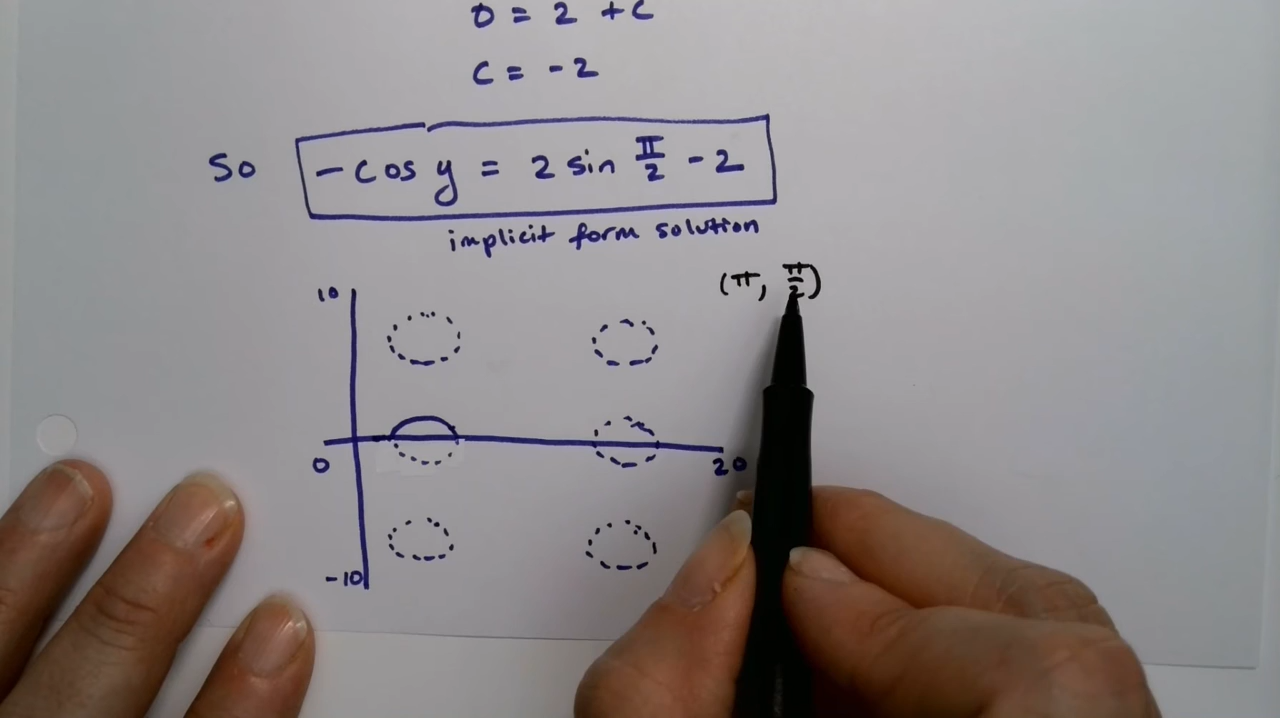 0 = 2 + C
C = -2
So -cos y = 2 sin π/2 - 2
implicit form solution
(π, π/2)
10
0
20
-10